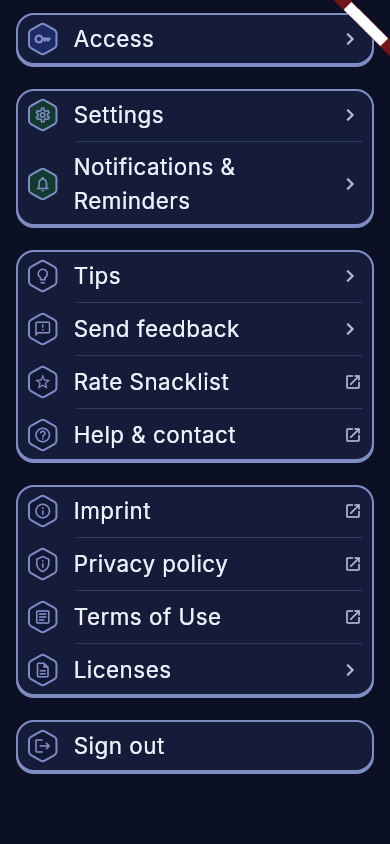 Access
Settings
Notifications &
Reminders
Tips
Send feedback
Rate Snacklist
Help & contact
Imprint
Privacy policy
Terms of Use
Licenses
Sign out